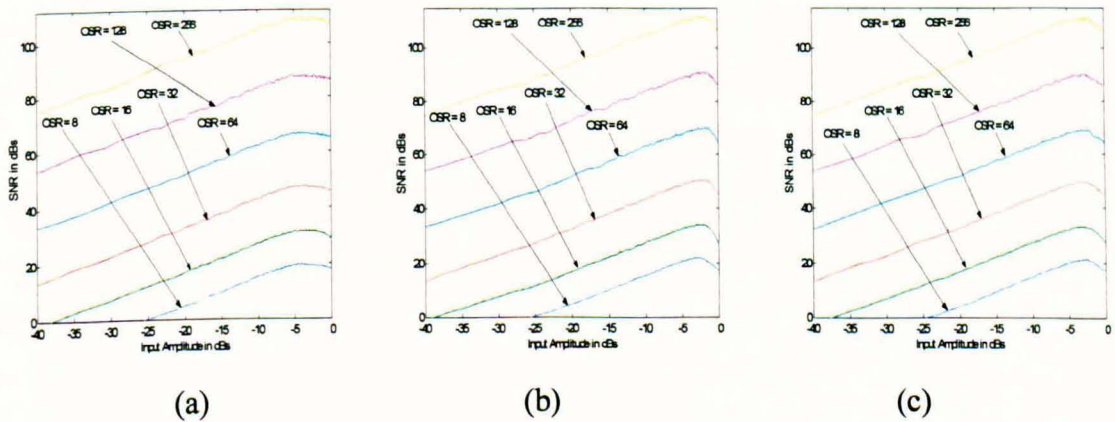 OSR = 128
OSR = 256
OSR = 16
OSR = 32
OSR = 8
OSR = 64
SNR in dBs
100
80
60
40
20
0
-40 -35 -30 -25 -20 -15 -10 -5 0
Input Amplitude in dBs
(a)
OSR = 128
OSR = 256
OSR = 32
OSR = 16
OSR = 8
OSR = 64
SNR in dBs
100
80
60
40
20
0
-40 -35 -30 -25 -20 -15 -10 -5 0
Input Amplitude in dBs
(b)
OSR = 128
OSR = 256
OSR = 16
OSR = 32
OSR = 8
OSR = 64
SNR in dBs
100
80
60
40
20
0
-40 -35 -30 -25 -20 -15 -10 -5 0
Input Amplitude in dBs
(c)